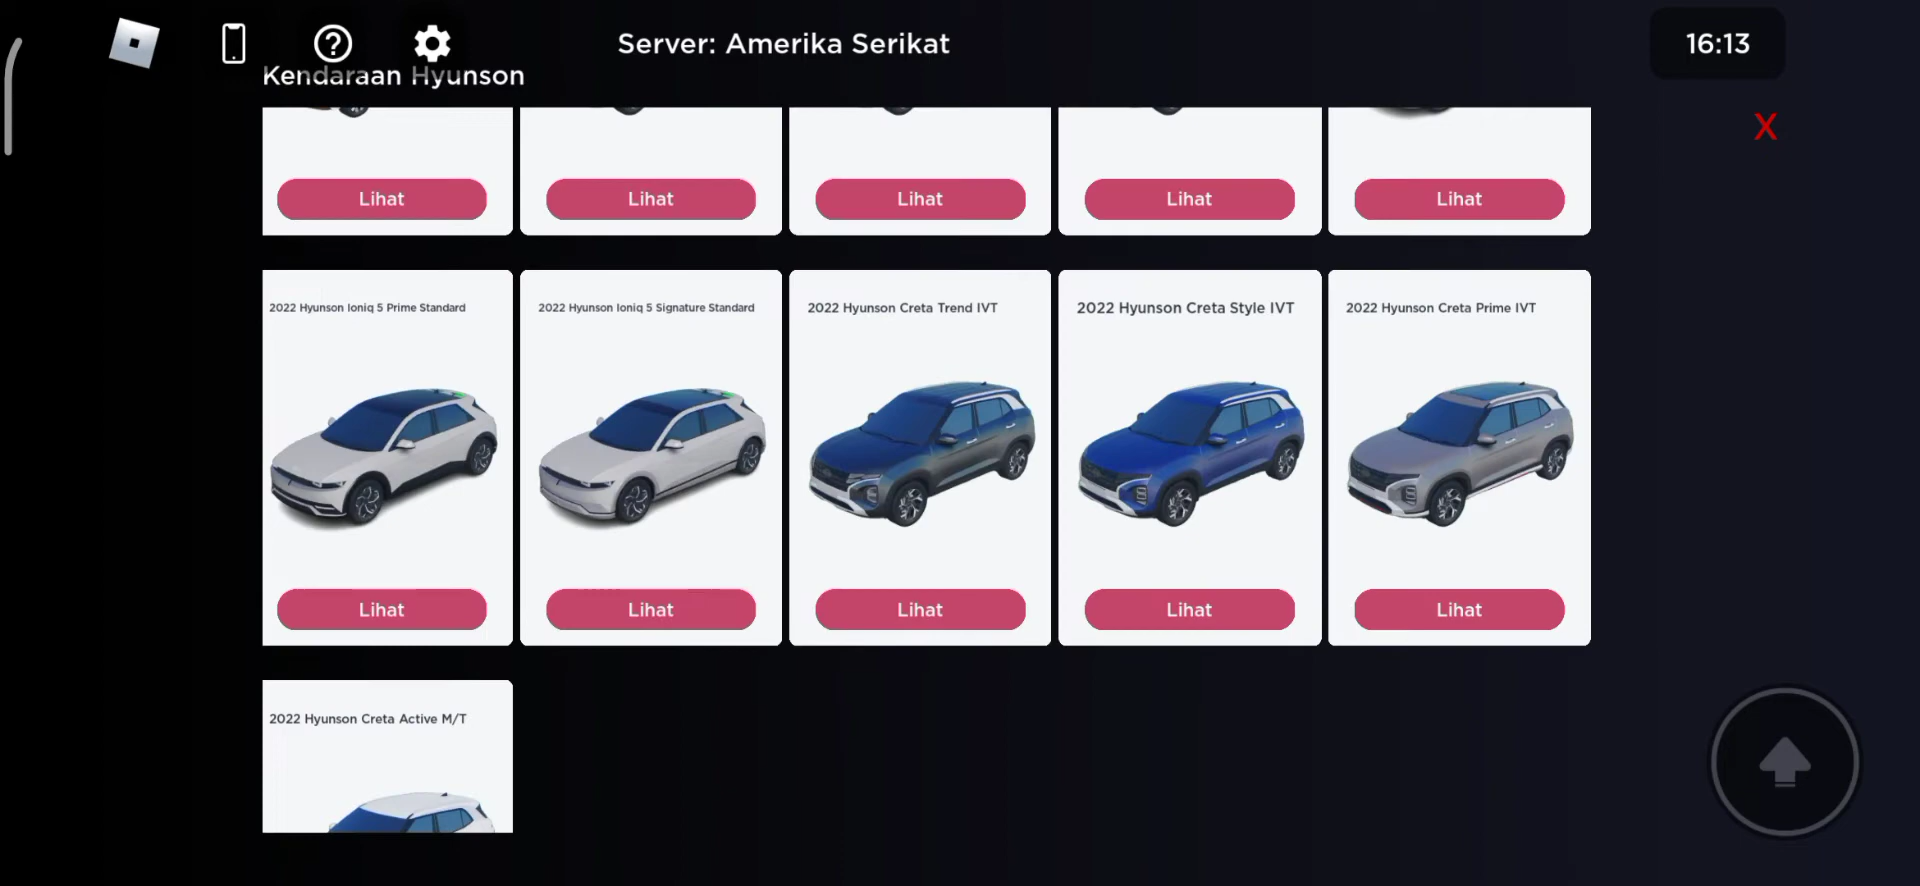 Server: Amerika Serikat
16:13
Kendaraan Hyunson
X
Lihat
Lihat
Lihat
Lihat
Lihat
2022 Hyunson Ioniq 5 Prime Standard
2022 Hyunson Ioniq 5 Signature Standard
2022 Hyunson Creta Trend IVT
2022 Hyunson Creta Style IVT
2022 Hyunson Creta Prime IVT
Lihat
Lihat
Lihat
Lihat
Lihat
2022 Hyunson Creta Active M/T